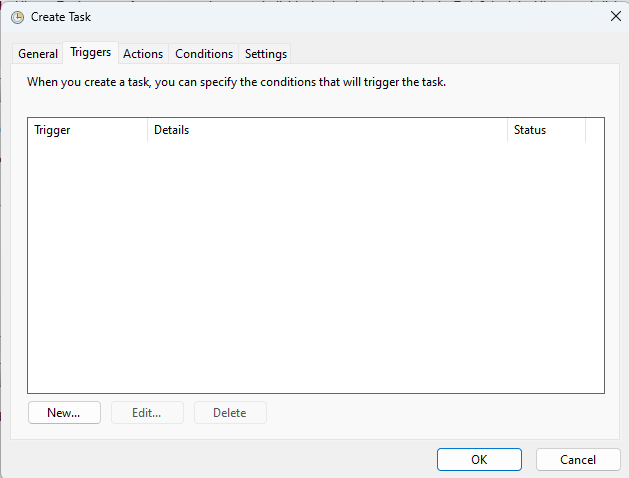 Create Task
General Triggers Actions Conditions Settings
When you create a task, you can specify the conditions that will trigger the task.
Trigger Details Status
New... Edit... Delete
OK Cancel